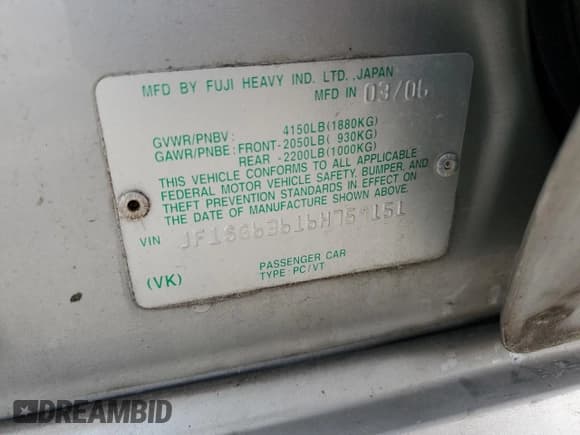 MFD BY FUJI HEAVY IND. LTD., JAPAN
MFD IN 03/06
GVWR/PNBV: 4150LB(1880KG)
GAWR/PNBE: FRONT-2050LB( 930KG)
REAR -2200LB(1000KG)
THIS VEHICLE CONFORMS TO ALL APPLICABLE
FEDERAL MOTOR VEHICLE SAFETY, BUMPER, AND
THEFT PREVENTION STANDARDS IN EFFECT ON
THE DATE OF MANUFACTURE SHOWN ABOVE.
VIN
PASSENGER CAR
(VK) TYPE: PC/VT
DREAMBID